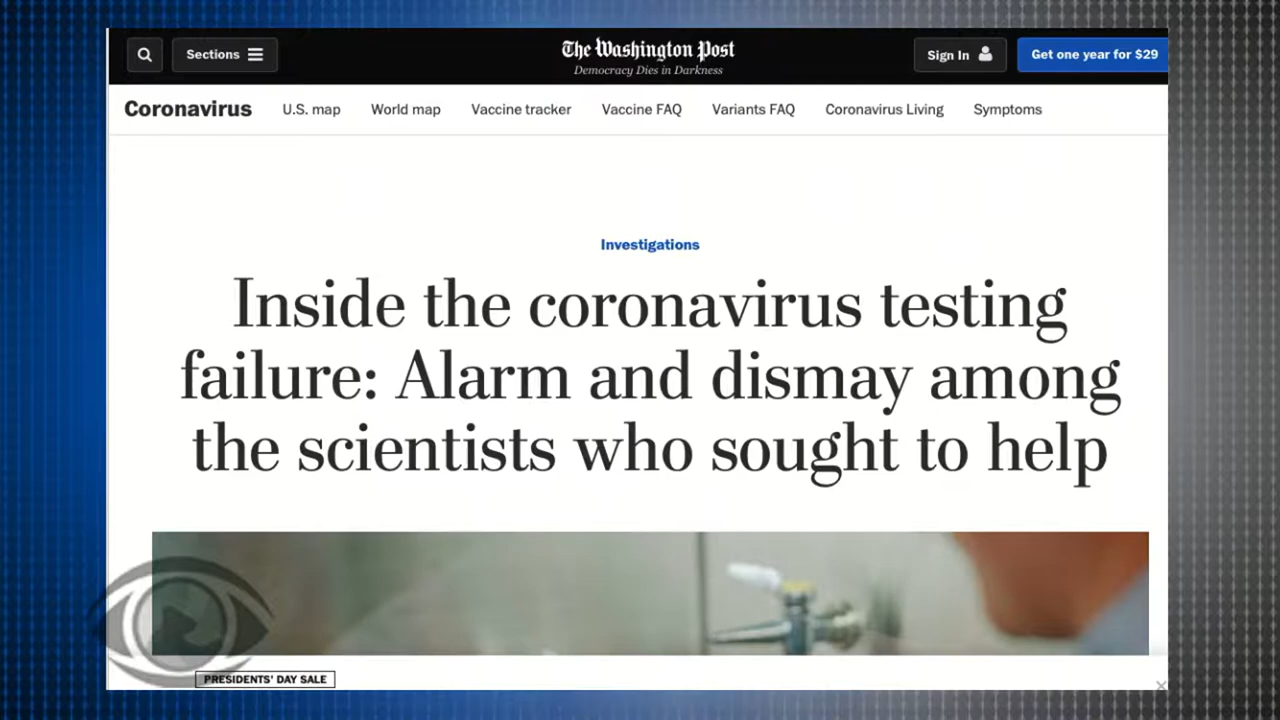 Sections
The Washington Post
Democracy Dies in Darkness
Sign In
Get one year for $29
Coronavirus
U.S. map
World map
Vaccine tracker
Vaccine FAQ
Variants FAQ
Coronavirus Living
Symptoms
Investigations
Inside the coronavirus testing
failure: Alarm and dismay among
the scientists who sought to help
PRESIDENTS' DAY SALE